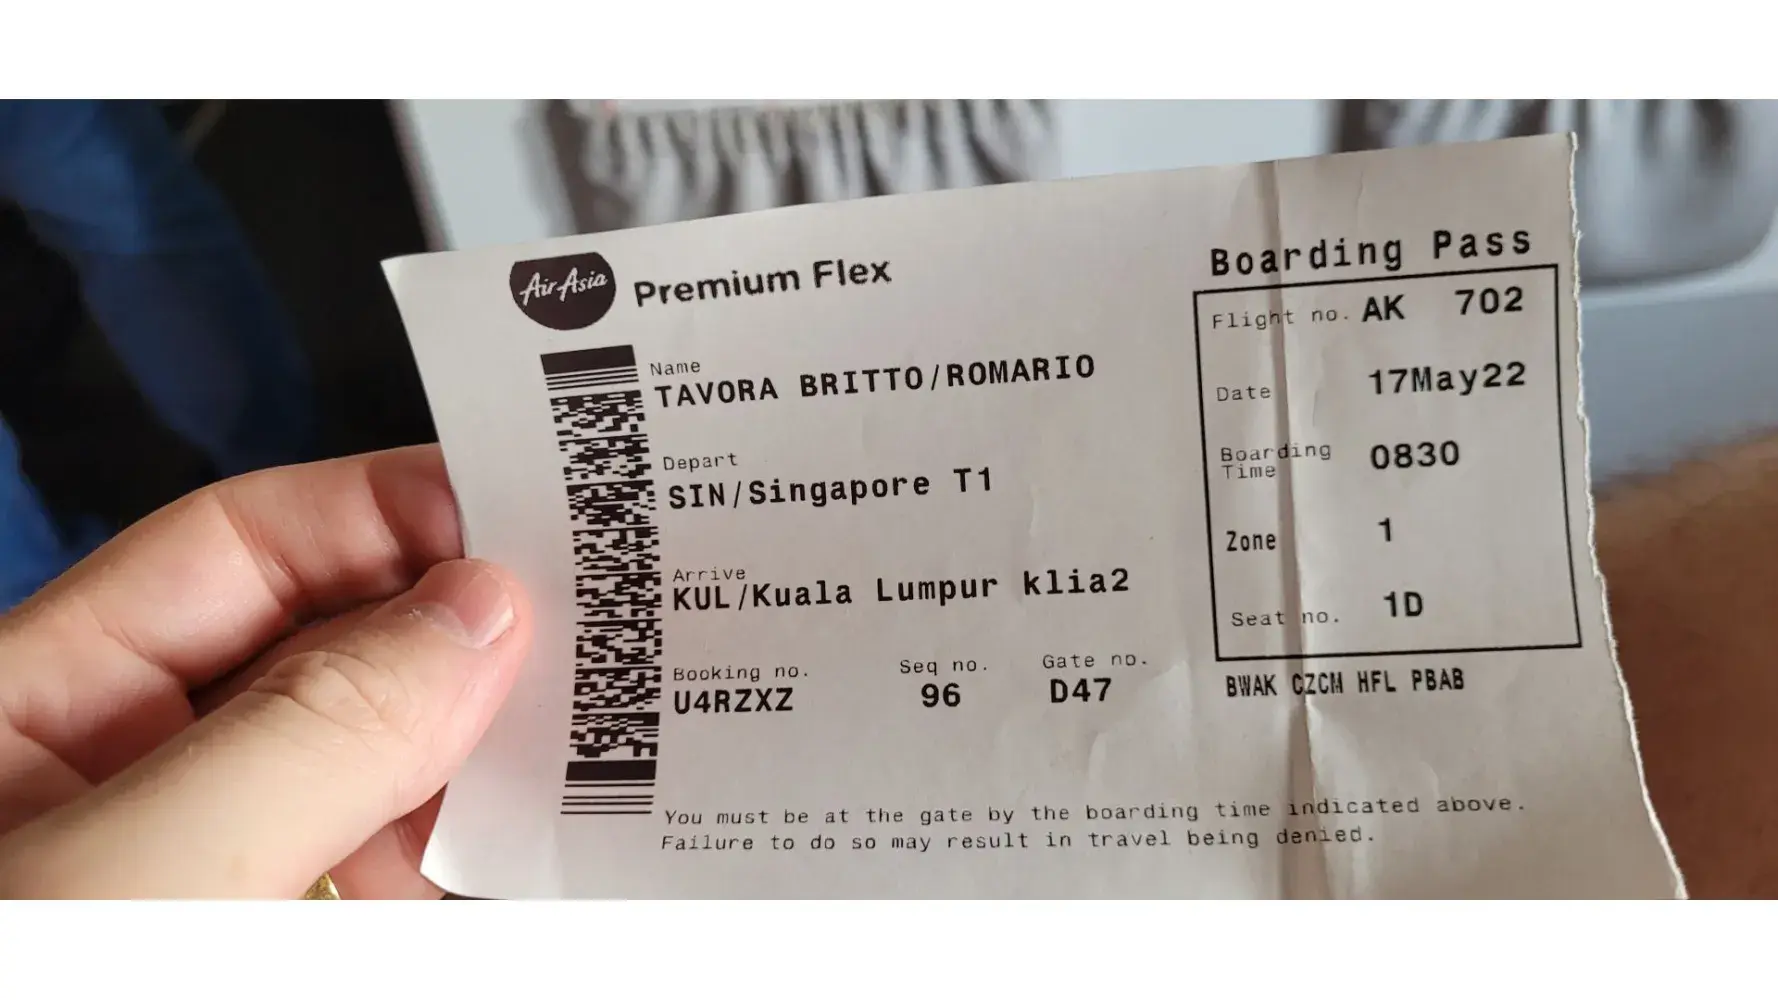 AirAsia Premium Flex
Name
TAVORA BRITTO/ROMARIO
Depart
SIN/Singapore T1
Arrive
KUL/Kuala Lumpur klia2
Booking no. Seq no. Gate no.
U4RZXZ 96 D47
Boarding Pass
Flight no. AK 702
Date 17May22
Boarding
Time 0830
Zone 1
Seat no. 1D
BWAK CZCM HFL PBAB
You must be at the gate by the boarding time indicated above.
Failure to do so may result in travel being denied.